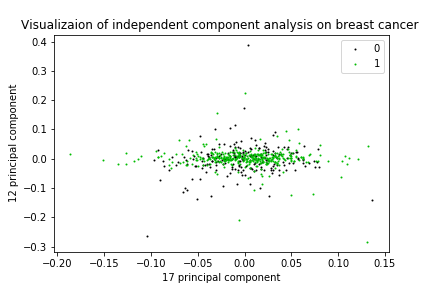 Visualizaion of independent component analysis on breast cancer
0.4
0.3
0.2
0.1
0.0
−0.1
−0.2
−0.3
12 principal component
0
1
−0.20 −0.15 −0.10 −0.05 0.00 0.05 0.10 0.15
17 principal component